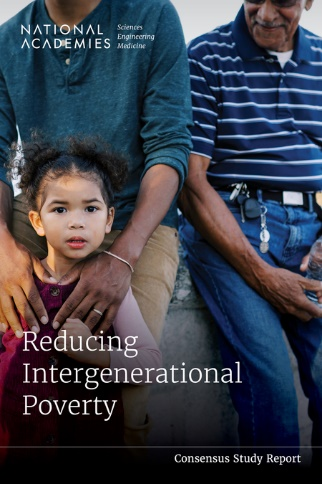 NATIONAL
ACADEMIES
Sciences
Engineering
Medicine
Reducing
Intergenerational
Poverty
Consensus Study Report